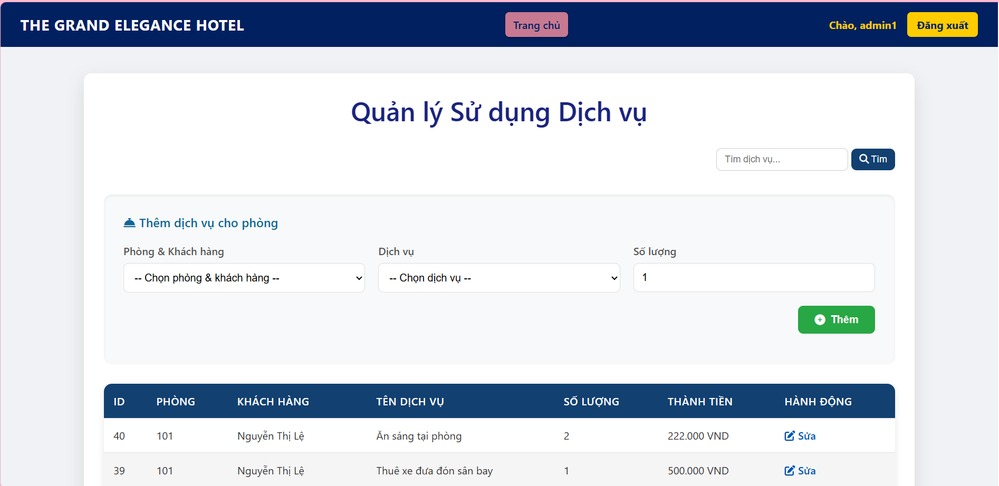 THE GRAND ELEGANCE HOTEL
Trang chủ
Chào, admin1
Đăng xuất
Quản lý Sử dụng Dịch vụ
Tìm dịch vụ...
Tìm
Thêm dịch vụ cho phòng
Phòng & Khách hàng
Dịch vụ
Số lượng
-- Chọn phòng & khách hàng --
-- Chọn dịch vụ --
1
Thêm
ID PHÒNG KHÁCH HÀNG TÊN DỊCH VỤ SỐ LƯỢNG THÀNH TIỀN HÀNH ĐỘNG
40 101 Nguyễn Thị Lệ Ăn sáng tại phòng 2 222.000 VND Sửa
39 101 Nguyễn Thị Lệ Thuê xe đưa đón sân bay 1 500.000 VND Sửa